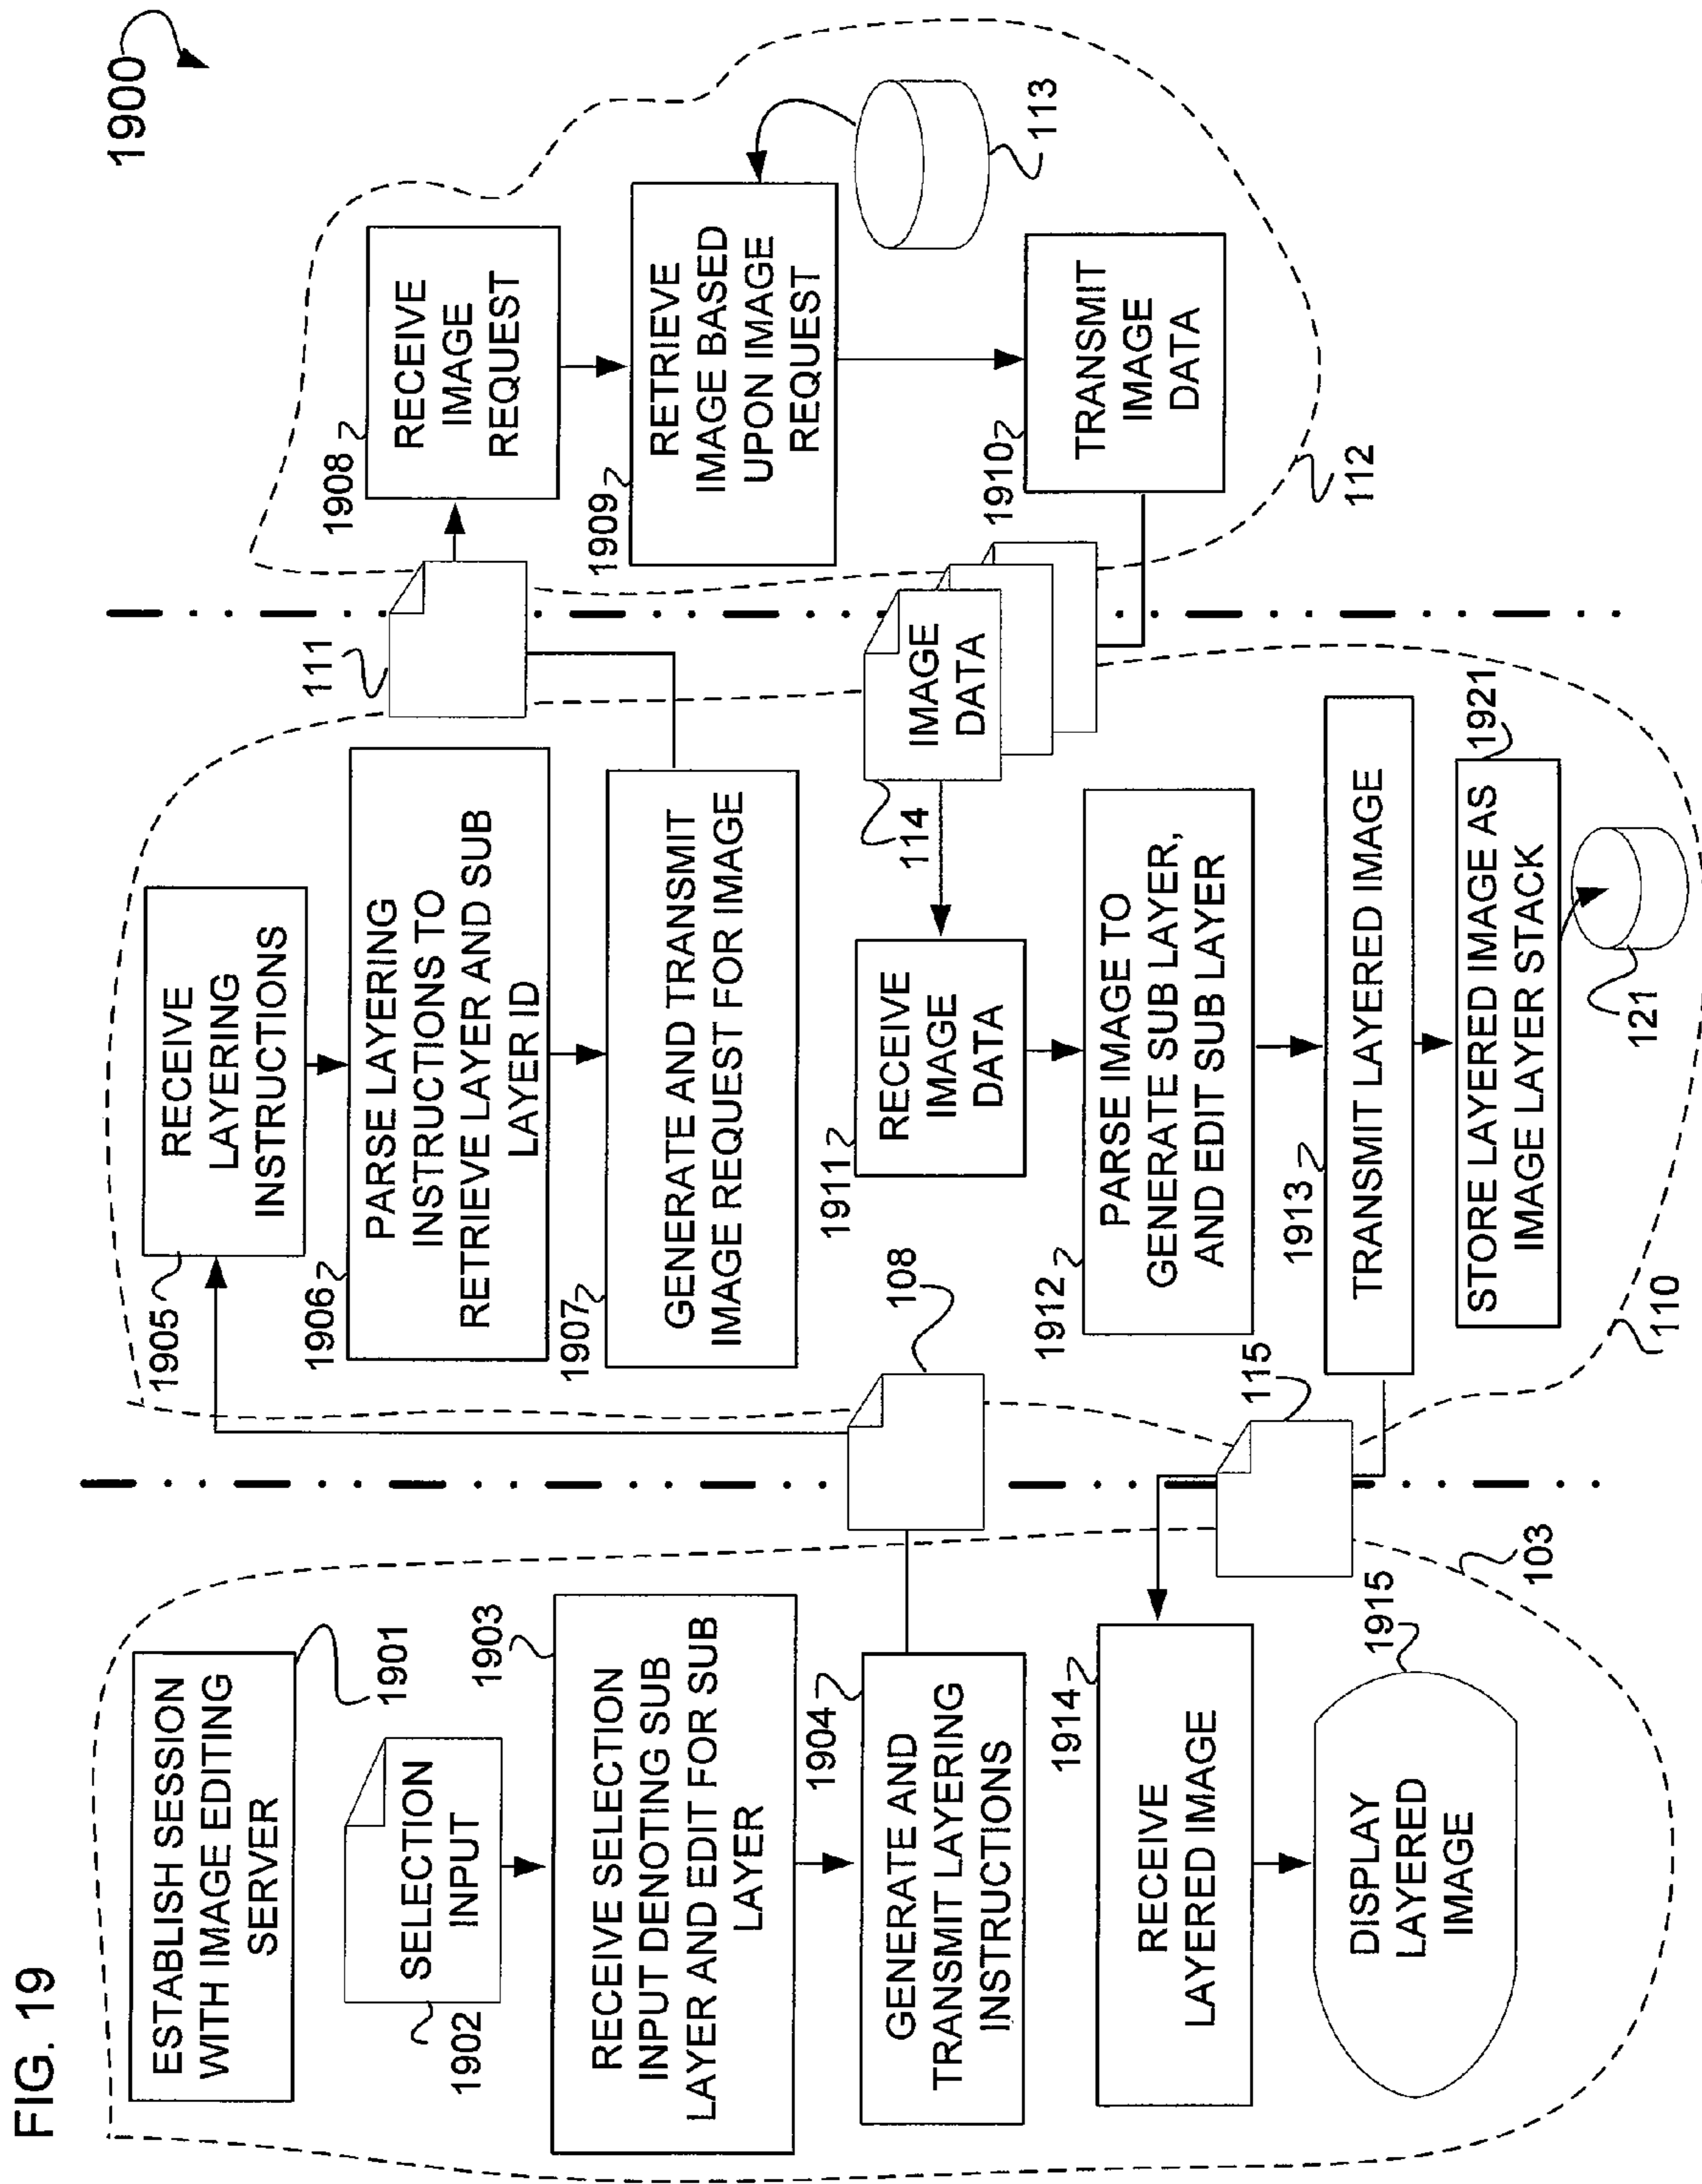 FIG. 19
1900
ESTABLISH SESSION
WITH IMAGE EDITING
SERVER
1901
SELECTION
INPUT
1902
1903
RECEIVE SELECTION
INPUT DENOTING SUB
LAYER AND EDIT FOR SUB
LAYER
1904
GENERATE AND
TRANSMIT LAYERING
INSTRUCTIONS
1914
RECEIVE
LAYERED IMAGE
1915
DISPLAY
LAYERED
IMAGE
103
108
115
1905
RECEIVE
LAYERING
INSTRUCTIONS
1906
PARSE LAYERING
INSTRUCTIONS TO
RETRIEVE LAYER AND SUB
LAYER ID
1907
GENERATE AND TRANSMIT
IMAGE REQUEST FOR IMAGE
1911
RECEIVE
IMAGE
DATA
1912
PARSE IMAGE TO
GENERATE SUB LAYER,
AND EDIT SUB LAYER
1913
TRANSMIT LAYERED IMAGE
STORE LAYERED IMAGE AS
IMAGE LAYER STACK
1921
121
110
111
114
IMAGE
DATA
1908
RECEIVE
IMAGE
REQUEST
1909
RETRIEVE
IMAGE BASED
UPON IMAGE
REQUEST
113
1910
TRANSMIT
IMAGE
DATA
112